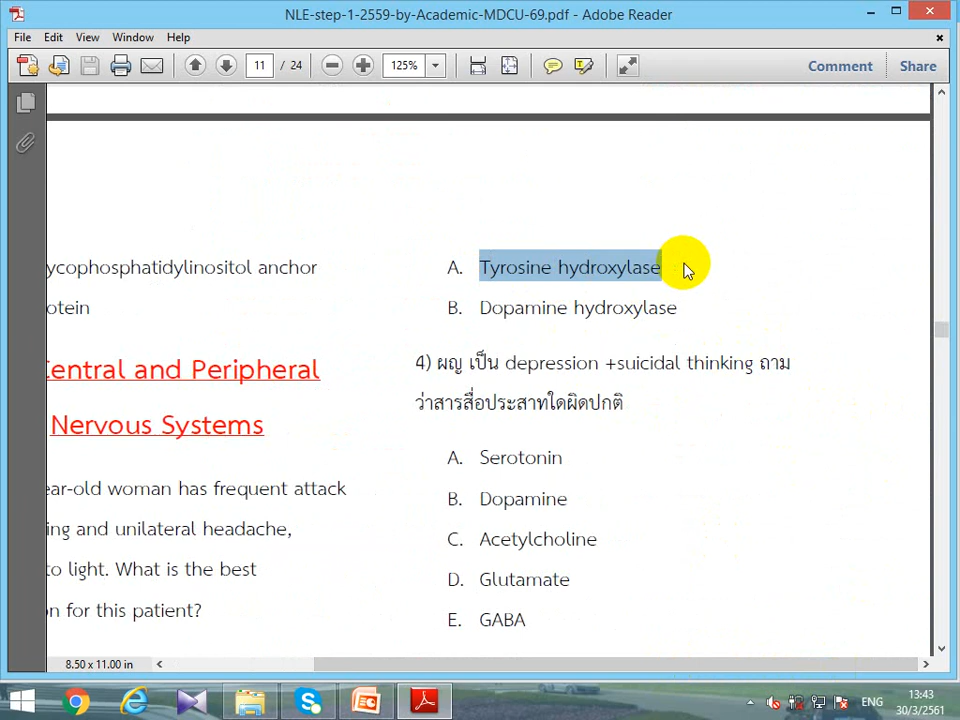 NLE-step-1-2559-by-Academic-MDCU-69.pdf - Adobe Reader
File Edit View Window Help
11 / 24 125% Comment Share
ycophosphatidylinositol anchor
otein
Central and Peripheral
Nervous Systems
ear-old woman has frequent attack
ing and unilateral headache,
to light. What is the best
n for this patient?
A. Tyrosine hydroxylase
B. Dopamine hydroxylase
4) ผญ เป็น depression +suicidal thinking ถาม
ว่าสารสื่อประสาทใดผิดปกติ
A. Serotonin
B. Dopamine
C. Acetylcholine
D. Glutamate
E. GABA
8.50 x 11.00 in
ENG
13:43
30/3/2561